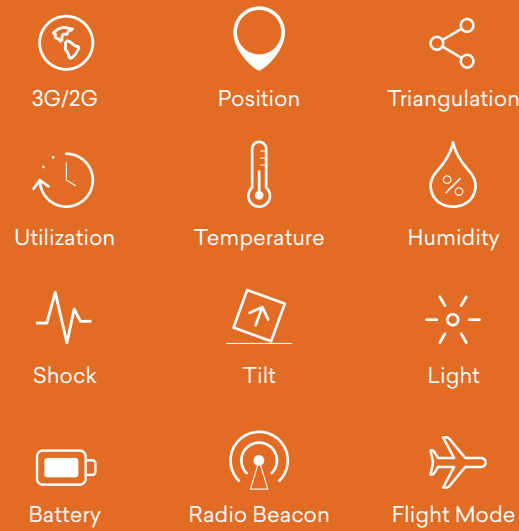 3G/2G
Position
Triangulation
%
Utilization
Temperature
Humidity
Shock
Tilt
Light
Battery
Radio Beacon
Flight Mode